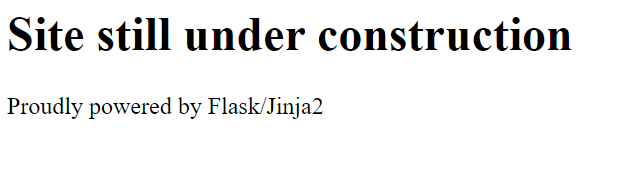 Site still under construction
Proudly powered by Flask/Jinja2